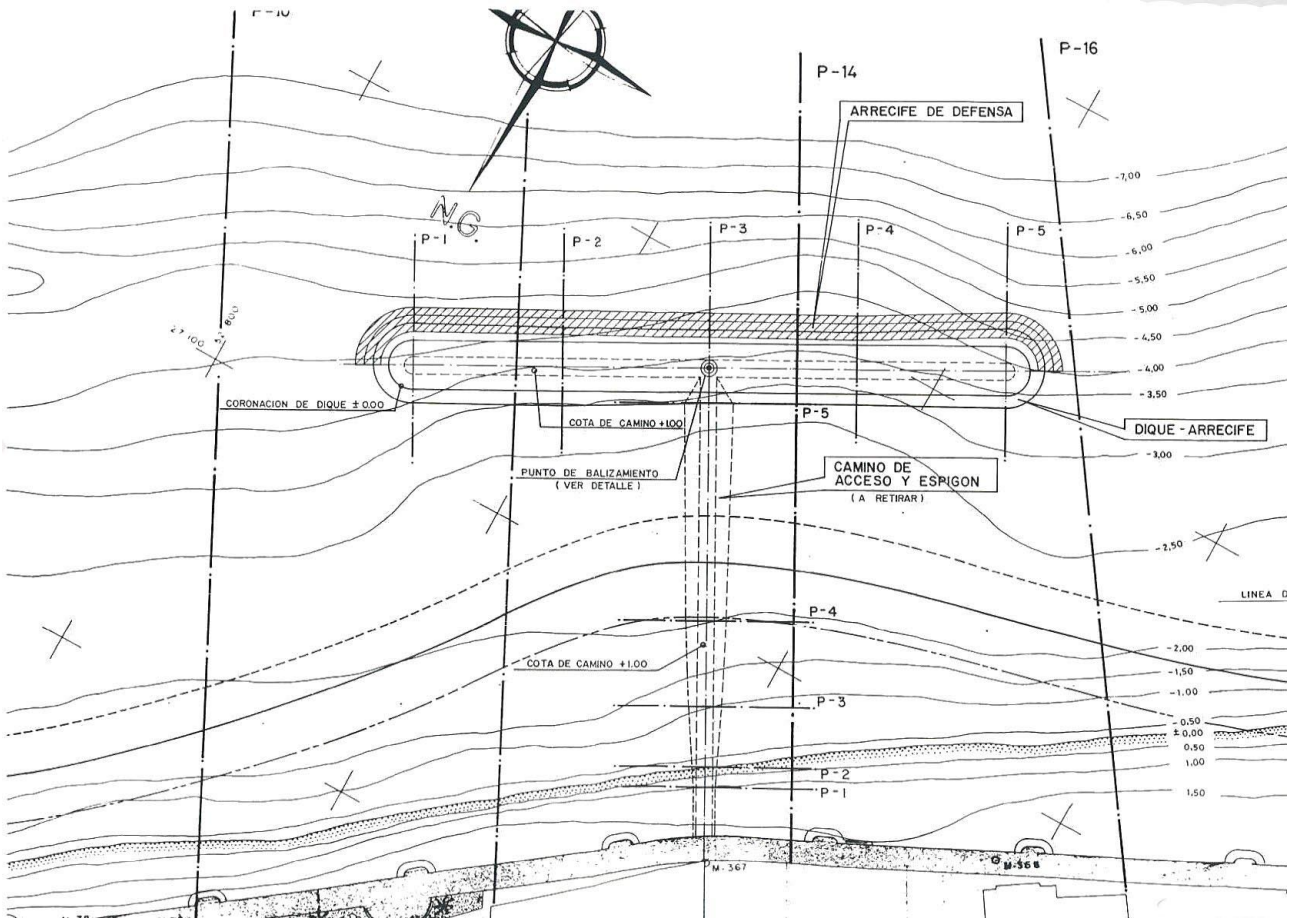 P-10
P-14
P-16
ARRECIFE DE DEFENSA
-7,00
-6,50
-6,00
-5,50
-5,00
-4,50
-4,00
-3,50
-3,00
-2,50
N.G.
P-1
P-2
P-3
P-4
P-5
27.100
CORONACION DE DIQUE ±0.00
COTA DE CAMINO +1.00
P-5
DIQUE - ARRECIFE
PUNTO DE BALIZAMIENTO
( VER DETALLE )
CAMINO DE
ACCESO Y ESPIGON
( A RETIRAR )
LINEA
P-4
COTA DE CAMINO +1.00
-2.00
-1,50
-1.00
P-3
-0.50
±0.00
0.50
1.00
P-2
P-1
1,50
M-367
M-368